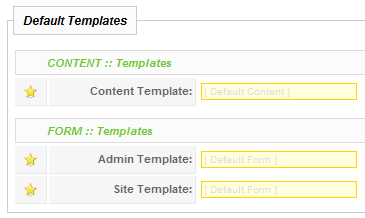 Default Templates
CONTENT :: Templates
Content Template: [ Default Content ]
FORM :: Templates
Admin Template: [ Default Form ]
Site Template: [ Default Form ]